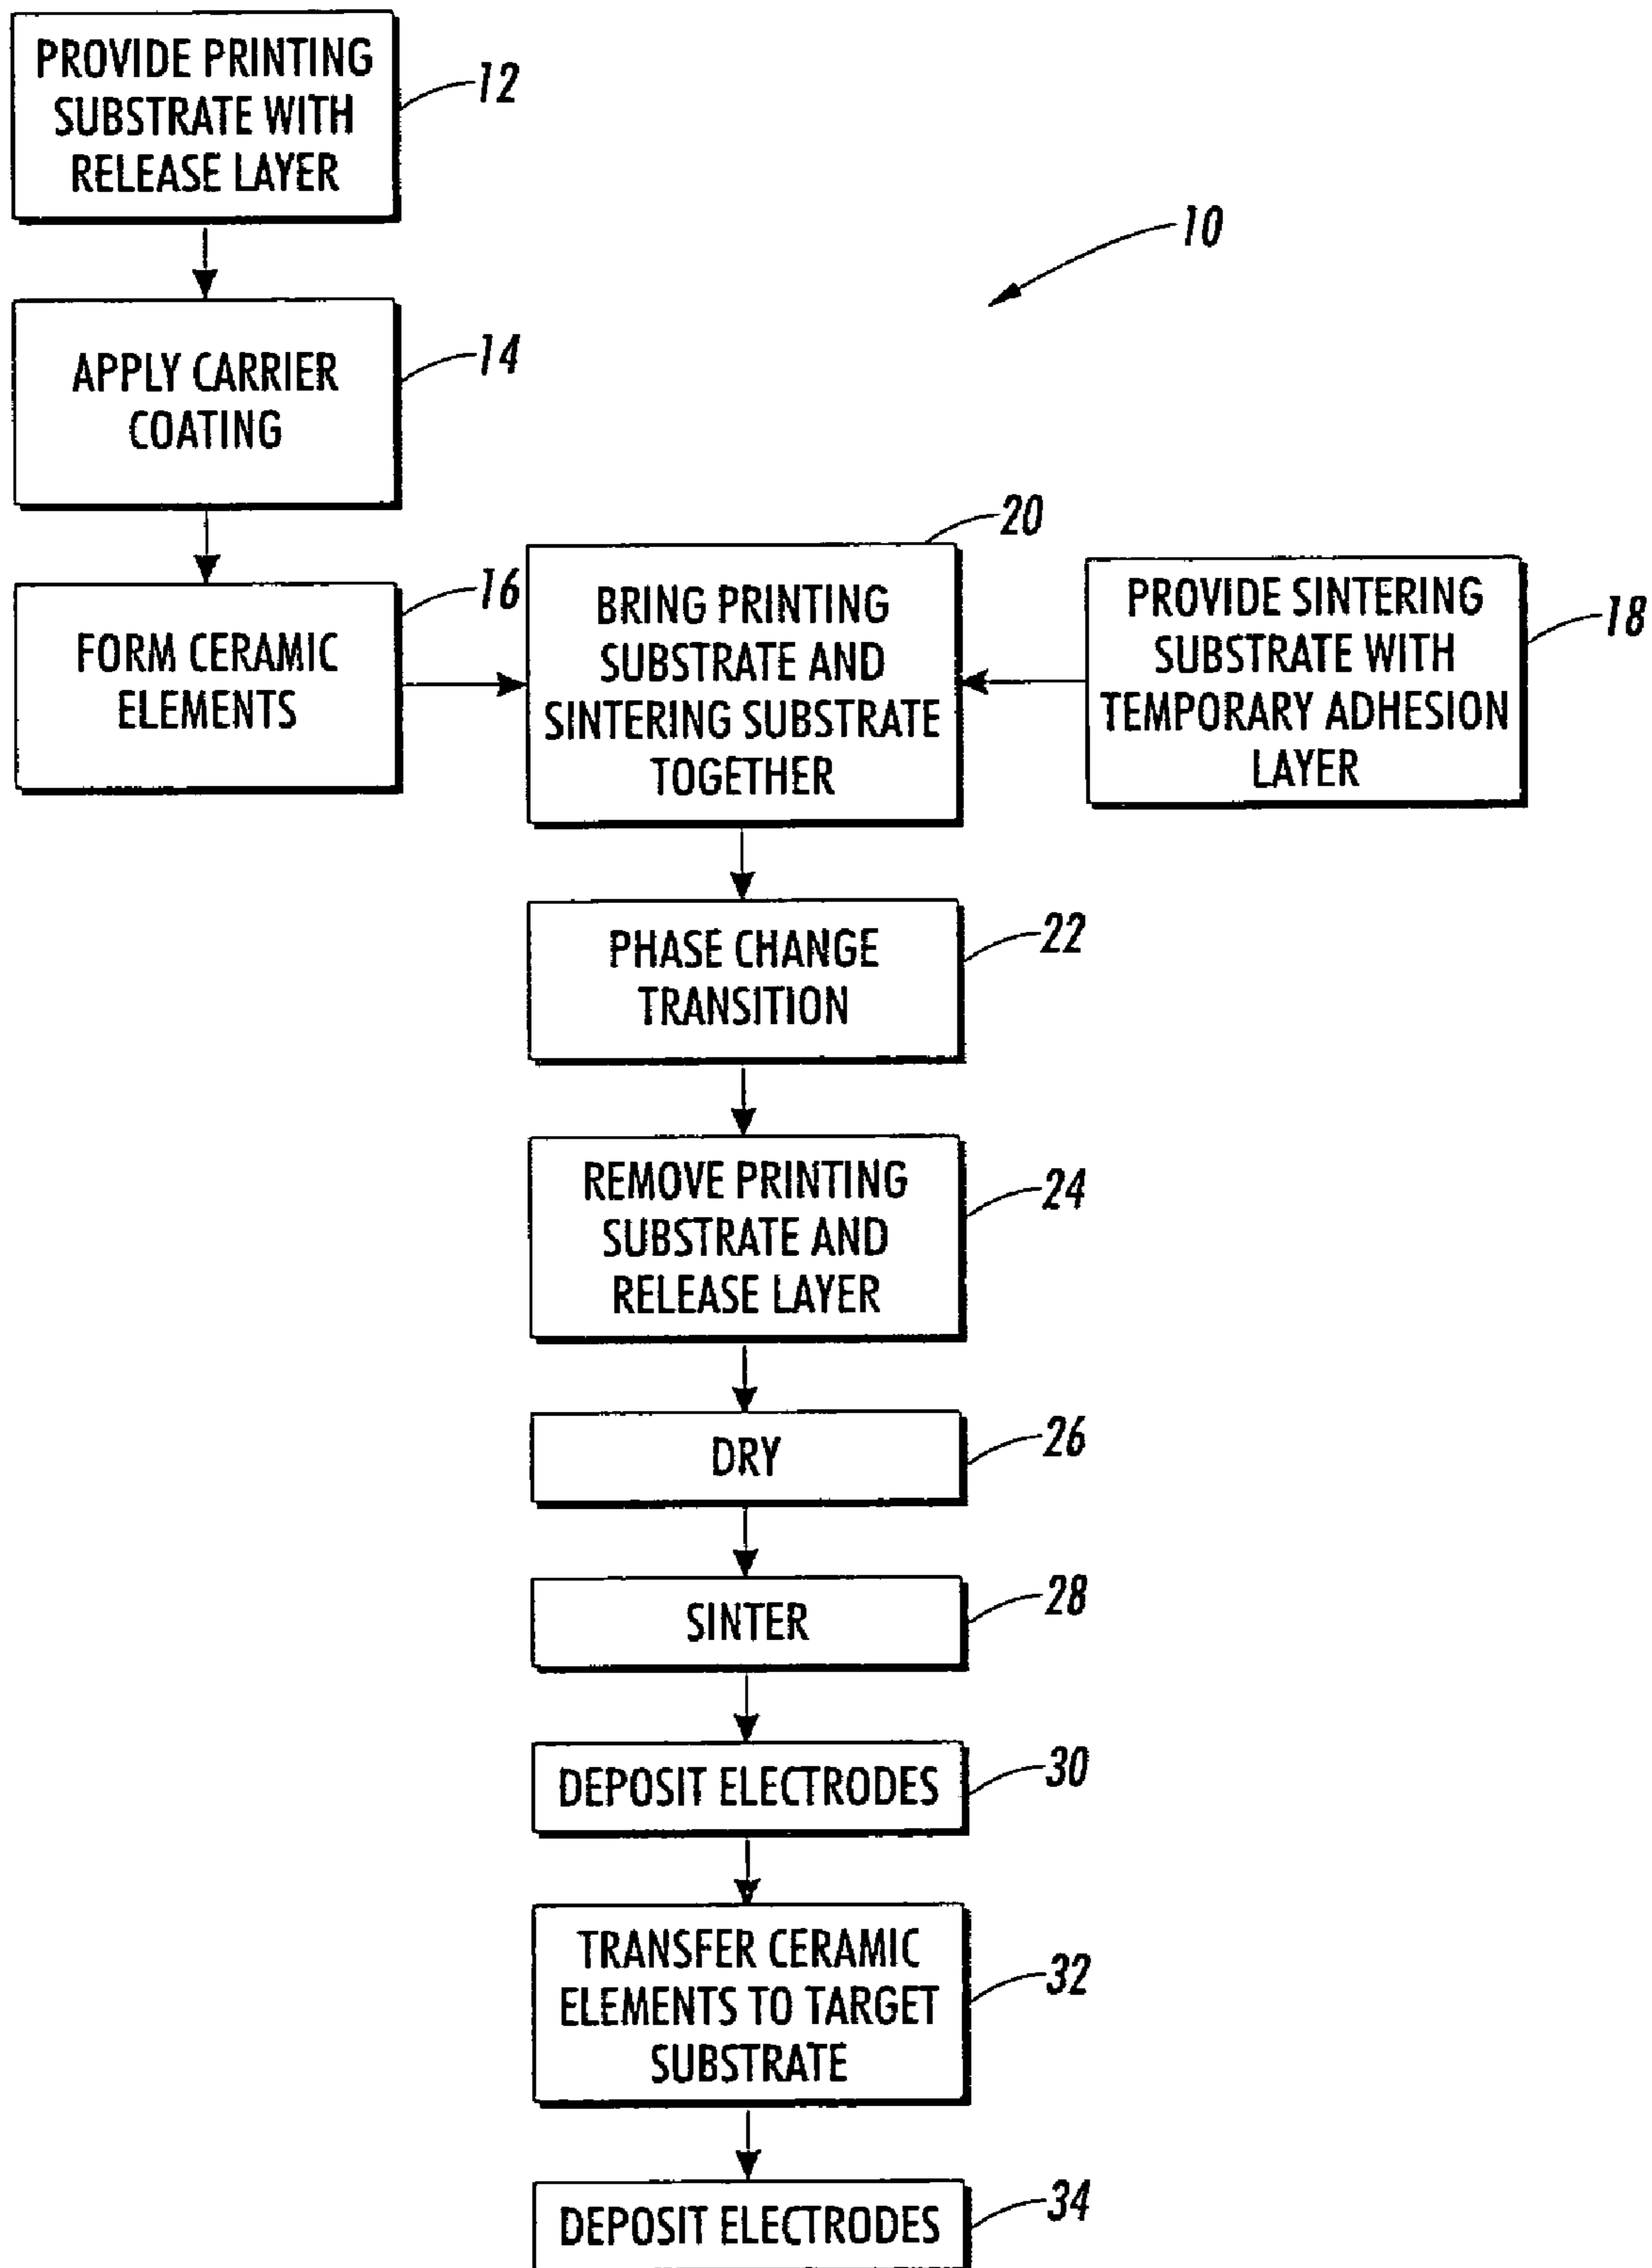 PROVIDE PRINTING
SUBSTRATE WITH
RELEASE LAYER
12
10
APPLY CARRIER
COATING
14
FORM CERAMIC
ELEMENTS
16
BRING PRINTING
SUBSTRATE AND
SINTERING SUBSTRATE
TOGETHER
20
PROVIDE SINTERING
SUBSTRATE WITH
TEMPORARY ADHESION
LAYER
18
PHASE CHANGE
TRANSITION
22
REMOVE PRINTING
SUBSTRATE AND
RELEASE LAYER
24
DRY
26
SINTER
28
DEPOSIT ELECTRODES
30
TRANSFER CERAMIC
ELEMENTS TO TARGET
SUBSTRATE
32
DEPOSIT ELECTRODES
34